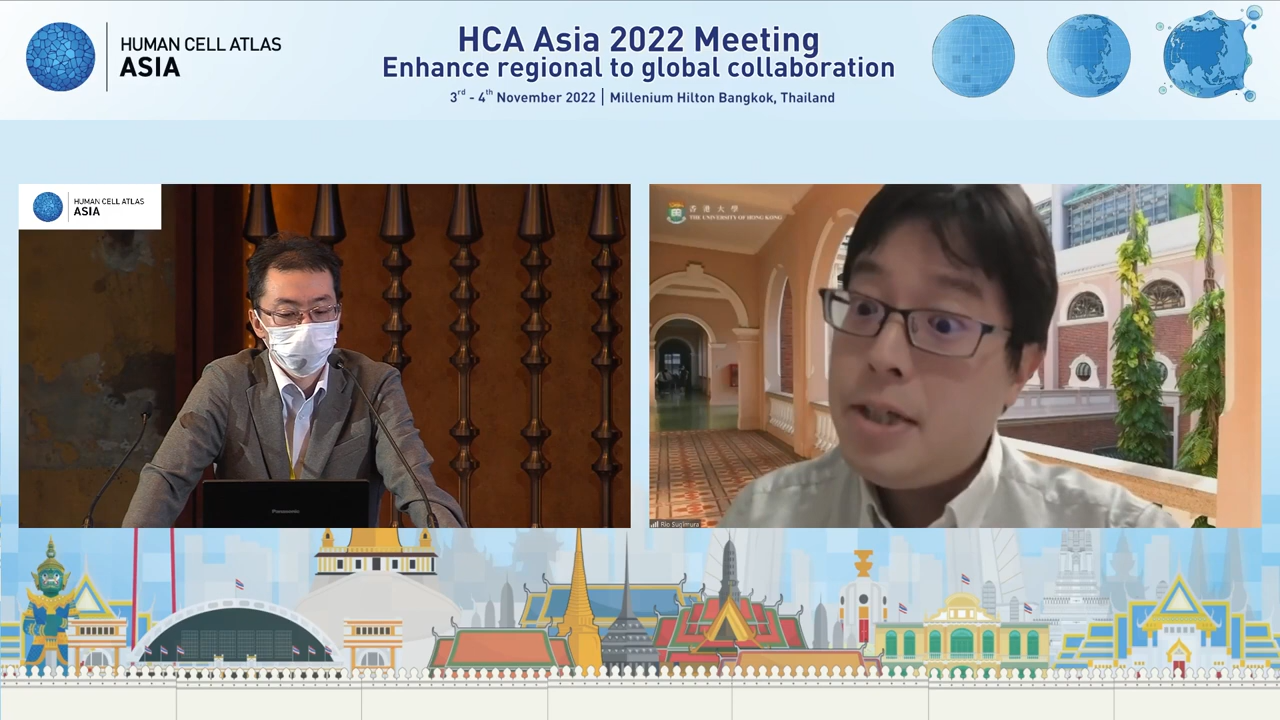 HUMAN CELL ATLAS
ASIA
HCA Asia 2022 Meeting
Enhance regional to global collaboration
3rd - 4th November 2022 | Millenium Hilton Bangkok, Thailand
HUMAN CELL ATLAS
ASIA
Panasonic
香港大學
THE UNIVERSITY OF HONG KONG
Rio Sugimura